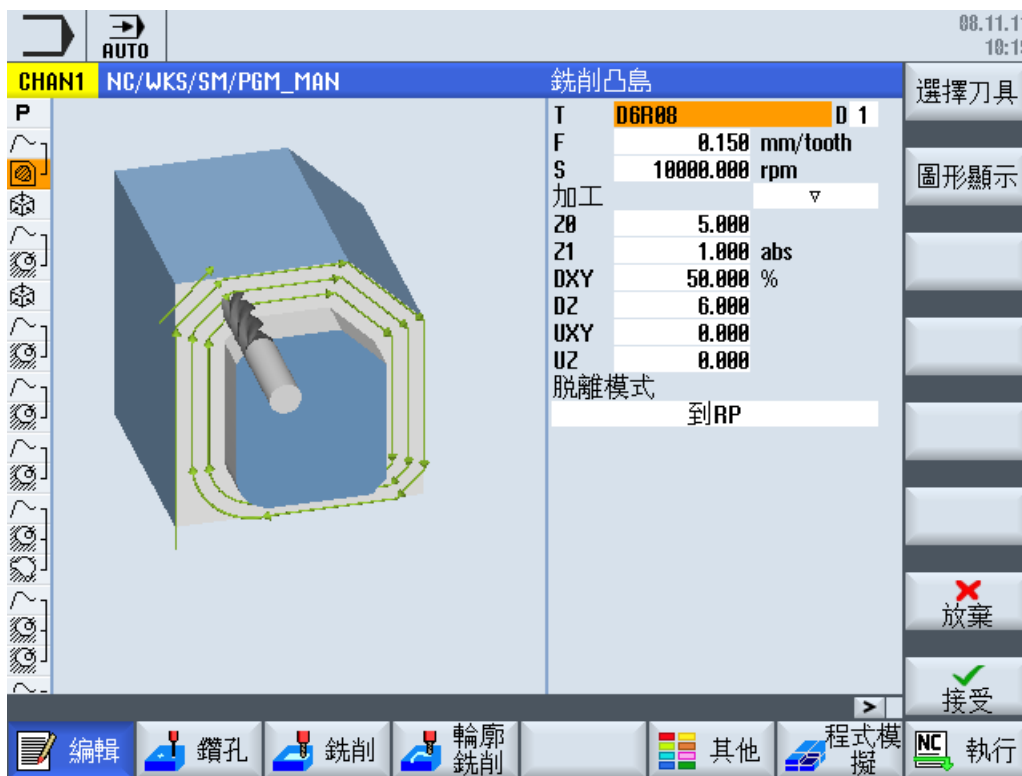 08.11.1
AUTO
10:1
CHAN1 NC/WKS/SM/PGM_MAN 銑削凸島
選擇刀具
P
T D6R08 D 1
F 0.150 mm/tooth
S 10000.000 rpm
圖形顯示
加工 ▿
Z0 5.000
Z1 1.000 abs
DXY 50.000 %
DZ 6.000
UXY 0.000
UZ 0.000
脱離模式
到RP
放棄
接受
>
編輯
鑽孔
銑削
輪廓
銑削
其他
程式模
擬
NC 執行